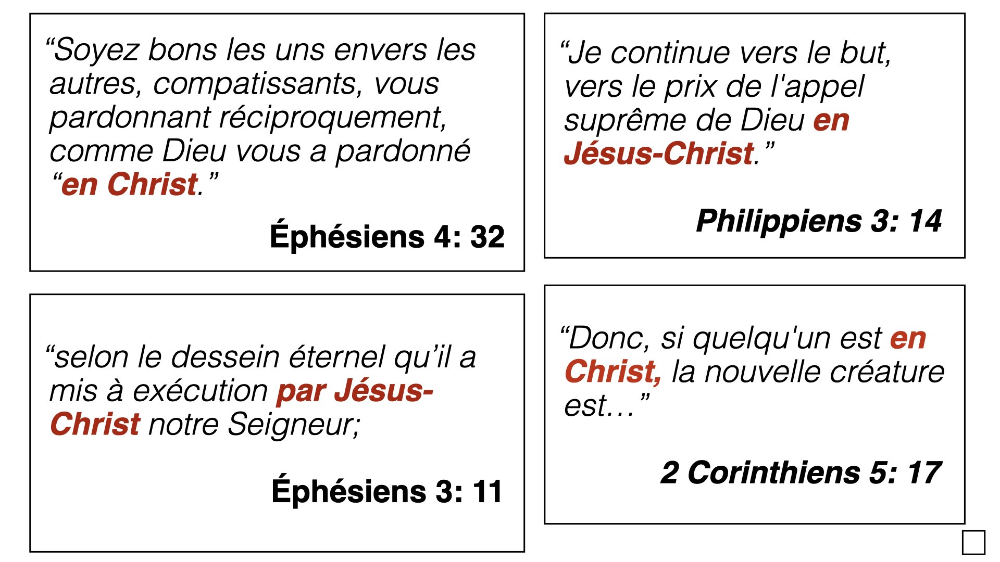 “Soyez bons les uns envers les
autres, compatissants, vous
pardonnant réciproquement,
comme Dieu vous a pardonné
“en Christ.”
Éphésiens 4: 32
“Je continue vers le but,
vers le prix de l'appel
suprême de Dieu en
Jésus-Christ.”
Philippiens 3: 14
“selon le dessein éternel qu’il a
mis à exécution par Jésus-
Christ notre Seigneur;
Éphésiens 3: 11
“Donc, si quelqu'un est en
Christ, la nouvelle créature
est…”
2 Corinthiens 5: 17